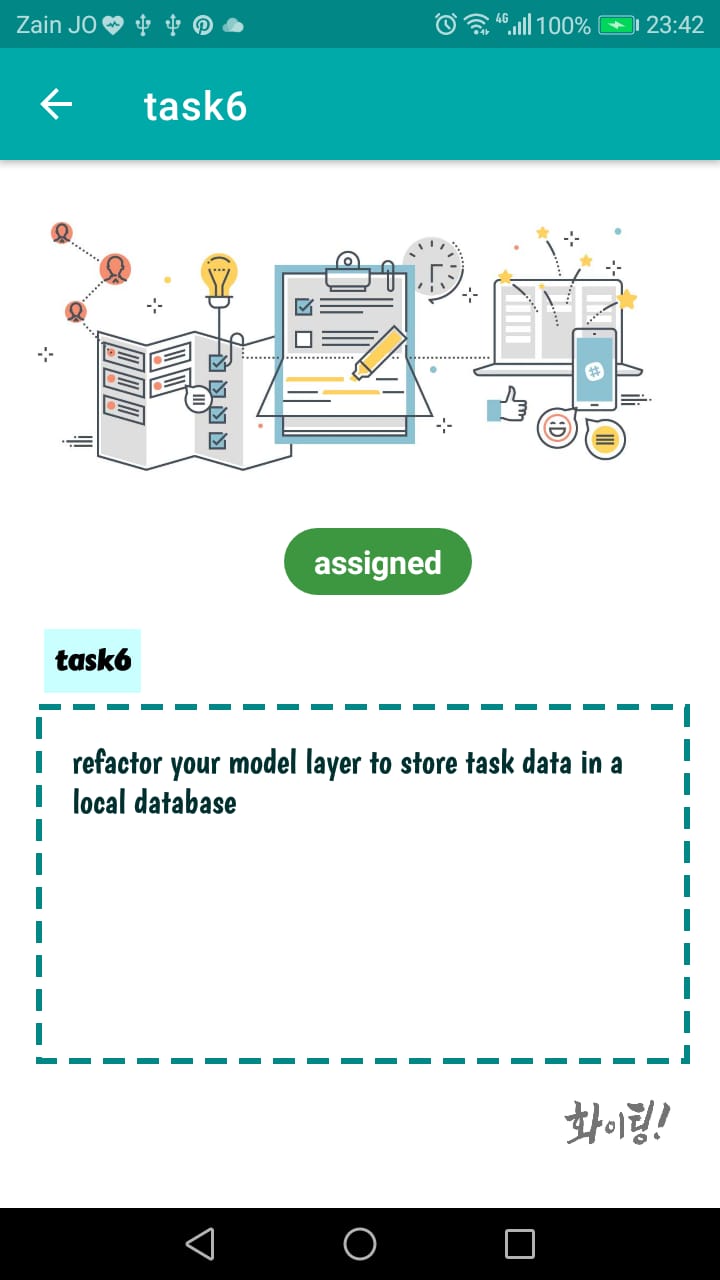 Zain JO 4G 100% 23:42
task6
assigned
task6
refactor your model layer to store task data in a
local database
화이팅!